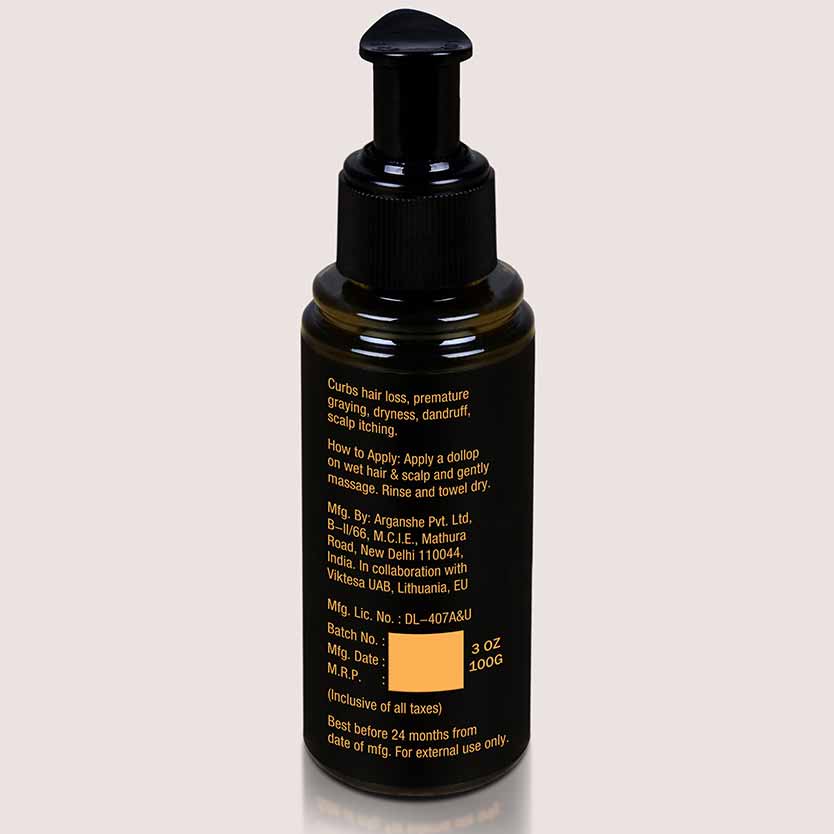 Curbs hair loss, premature
graying, dryness, dandruff,
scalp itching.
How to Apply: Apply a dollop
on wet hair & scalp and gently
massage. Rinse and towel dry.
Mfg. By: Arganshe Pvt. Ltd,
B–II/66, M.C.I.E., Mathura
Road, New Delhi 110044,
India. In collaboration with
Viktesa UAB, Lithuania, EU
Mfg. Lic. No. : DL–407A&U
Batch No. :
Mfg. Date :
M.R.P. :
3 OZ
100G
(Inclusive of all taxes)
Best before 24 months from
date of mfg. For external use only.